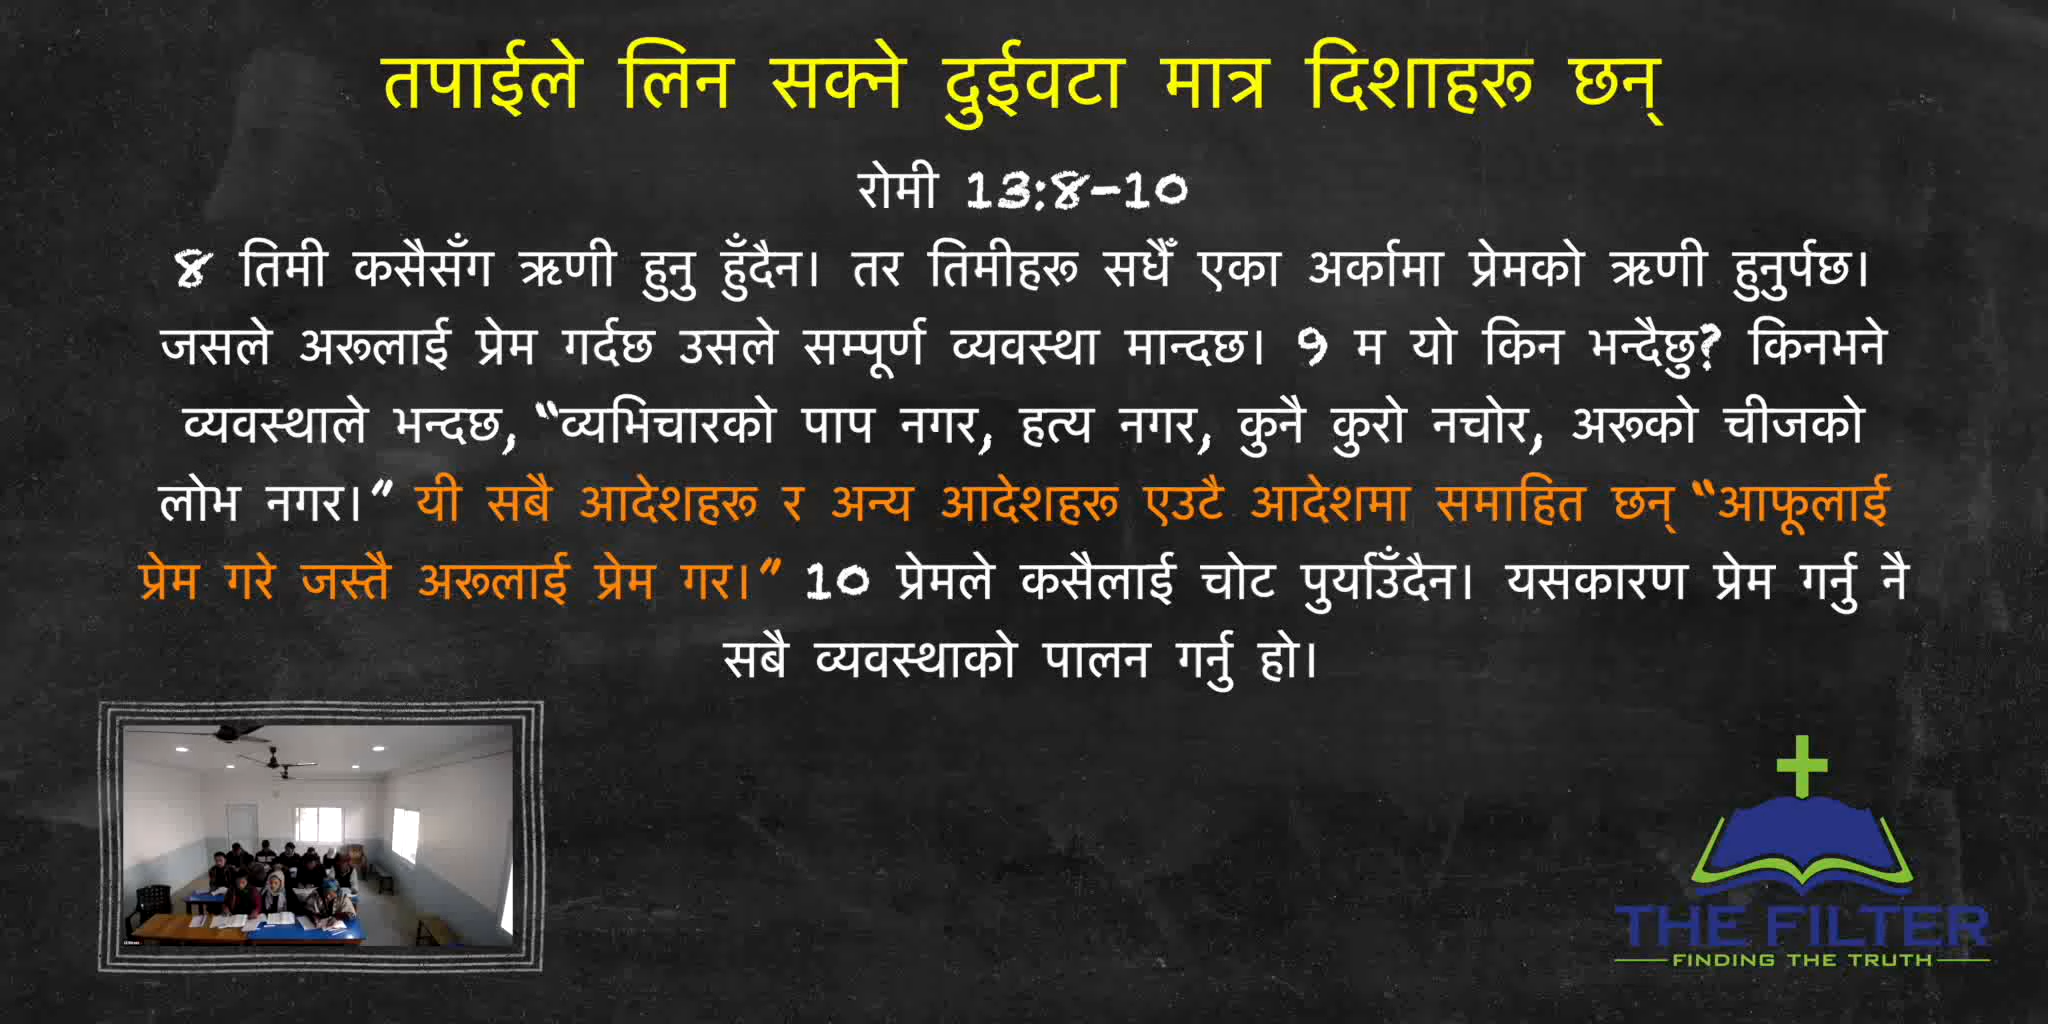 तपाईले लिन सक्ने दुईवटा मात्र दिशाहरू छन्
रोमी 13:8-10
8 तिमी कसैसँग ऋणी हुनु हुँदैन। तर तिमीहरू सधैँ एका अर्कामा प्रेमको ऋणी हुनुर्पछ।
जसले अरूलाई प्रेम गर्दछ उसले सम्पूर्ण व्यवस्था मान्दछ। 9 म यो किन भन्दैछु? किनभने
व्यवस्थाले भन्दछ, “व्यभिचारको पाप नगर, हत्य नगर, कुनै कुरो नचोर, अरूको चीजको
लोभ नगर।” यी सबै आदेशहरू र अन्य आदेशहरू एउटै आदेशमा समाहित छन् “आफूलाई
प्रेम गरे जस्तै अरूलाई प्रेम गर।” 10 प्रेमले कसैलाई चोट पुर्याउँदैन। यसकारण प्रेम गर्नु नै
सबै व्यवस्थाको पालन गर्नु हो।
THE FILTER
FINDING THE TRUTH